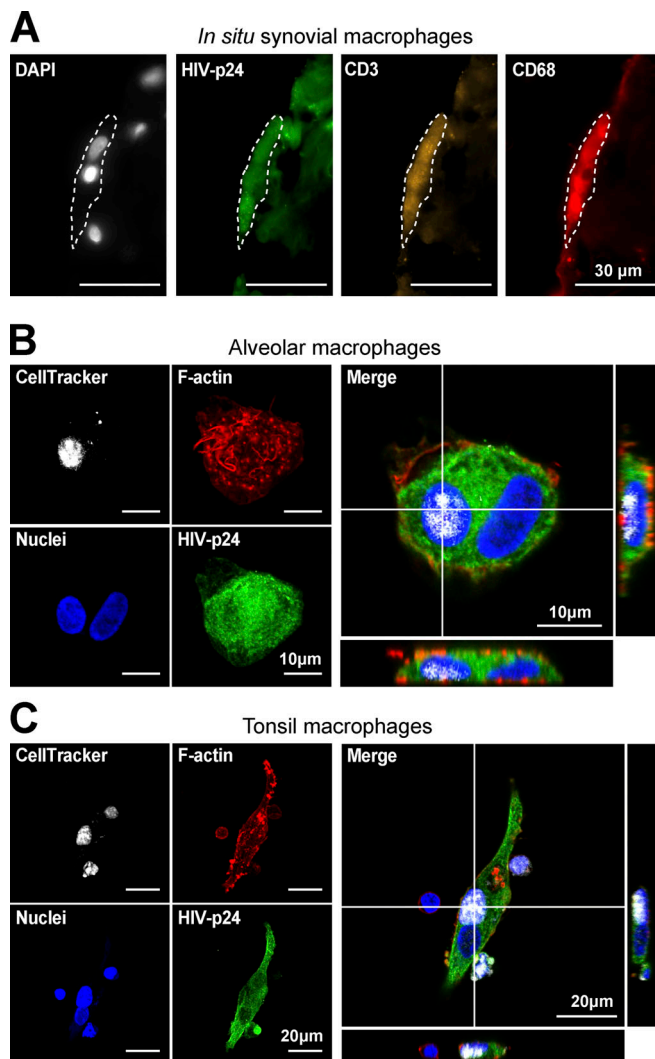 A
In situ synovial macrophages
DAPI
HIV-p24
CD3
CD68
30 µm
B
Alveolar macrophages
CellTracker
F-actin
Merge
Nuclei
HIV-p24
10µm
10µm
C
Tonsil macrophages
CellTracker
F-actin
Merge
Nuclei
HIV-p24
20µm
20µm